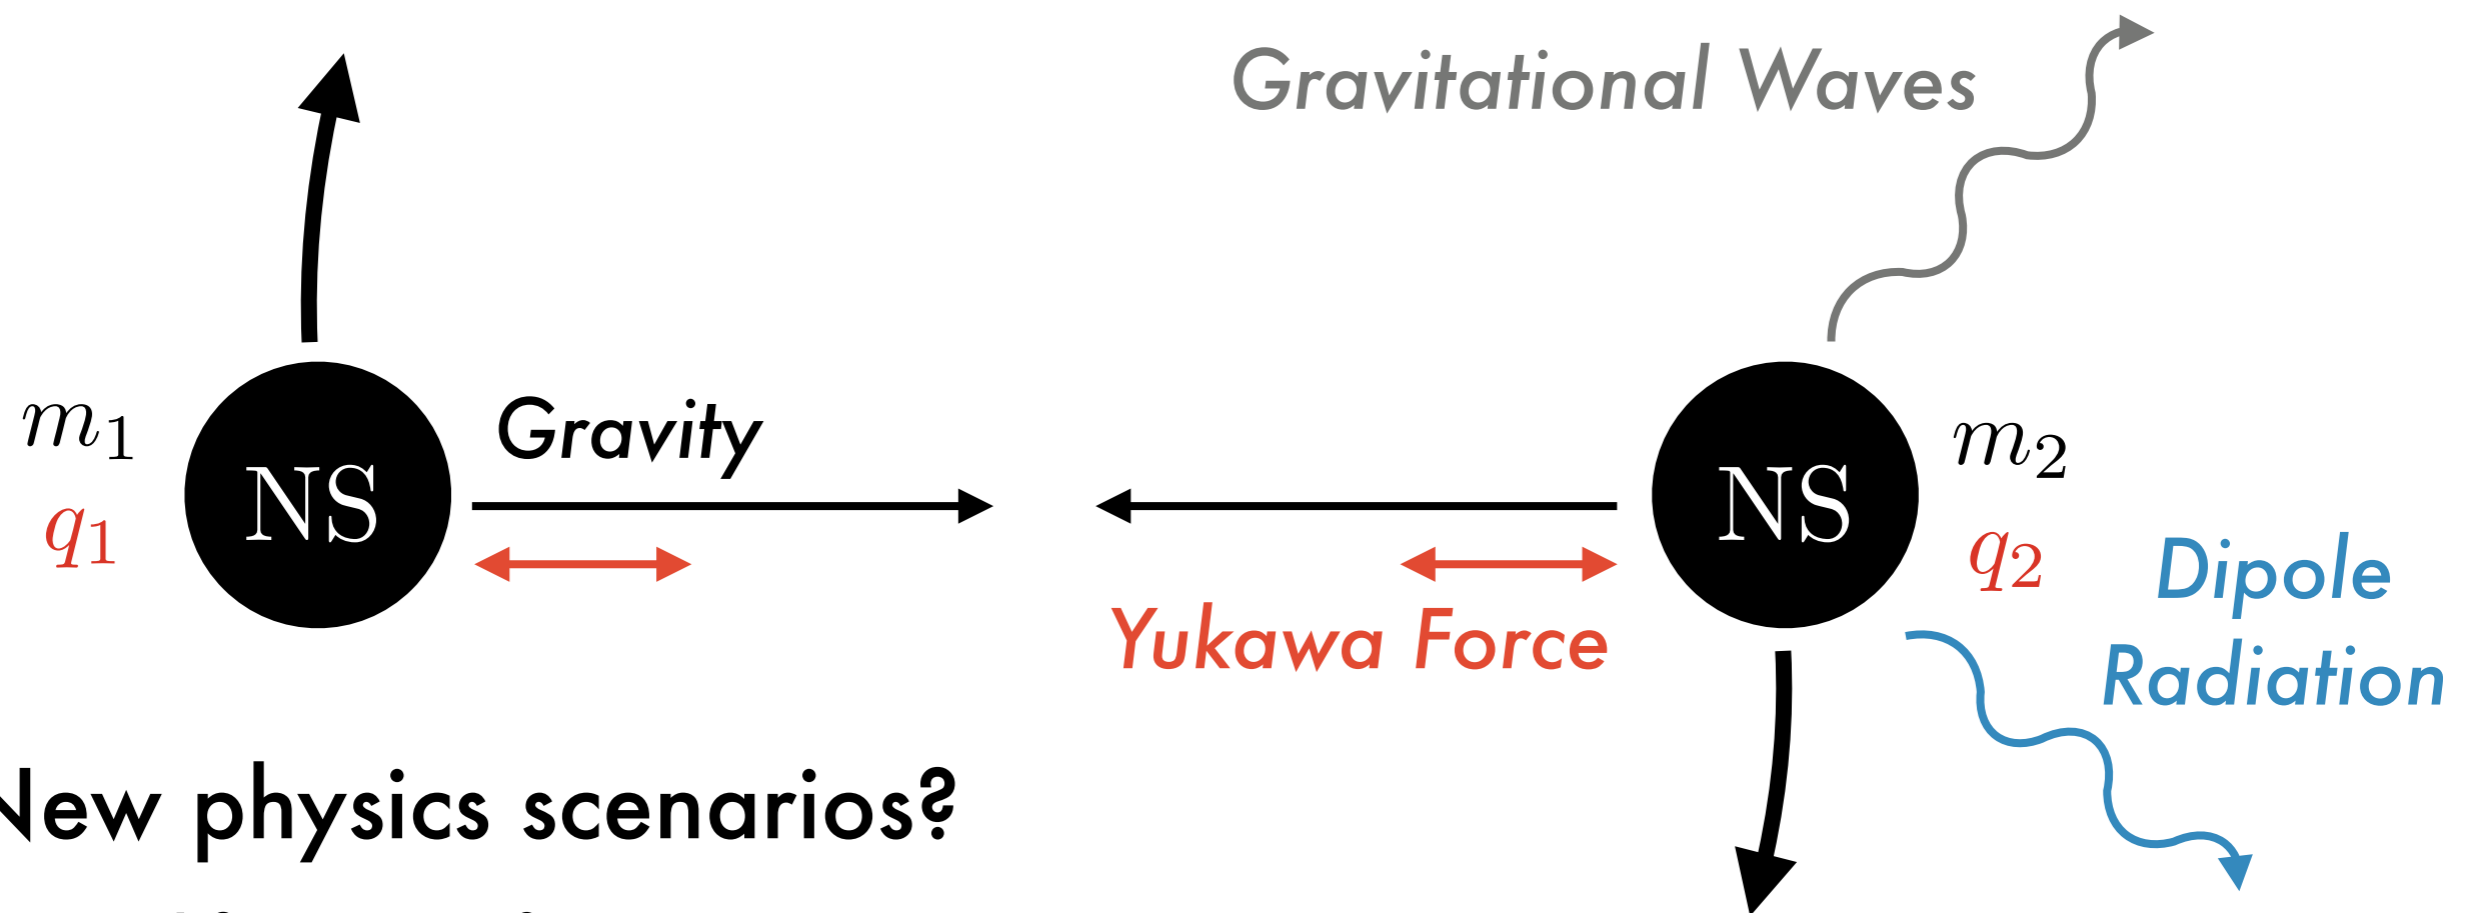 Gravitational Waves
Gravity
m₁
NS
q₁
NS
m₂
q₂
Yukawa Force
Dipole
Radiation
New physics scenarios?